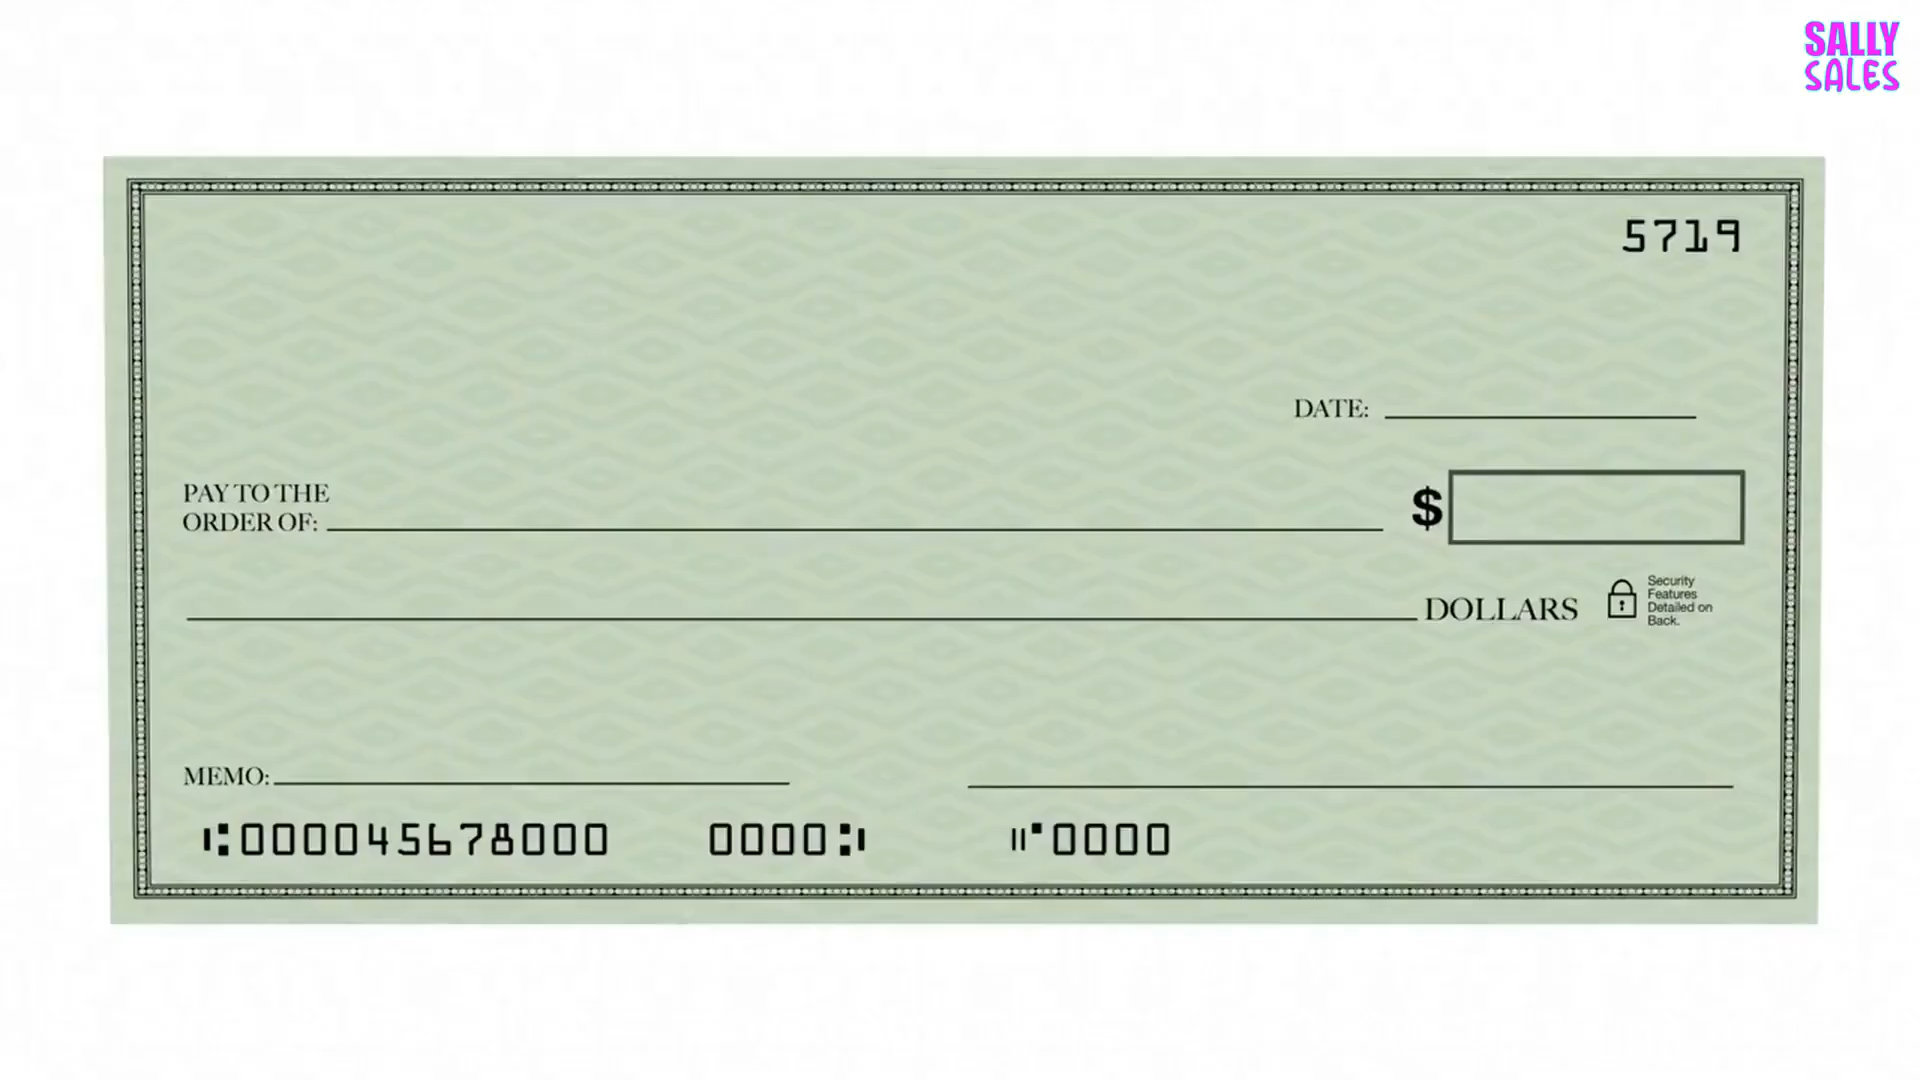 SALLY
SALES
5719
DATE:
PAY TO THE
ORDER OF:
$
DOLLARS
Security
Features
Detailed on
Back.
MEMO:
⑆000045678000 0000⑆ ⑈0000